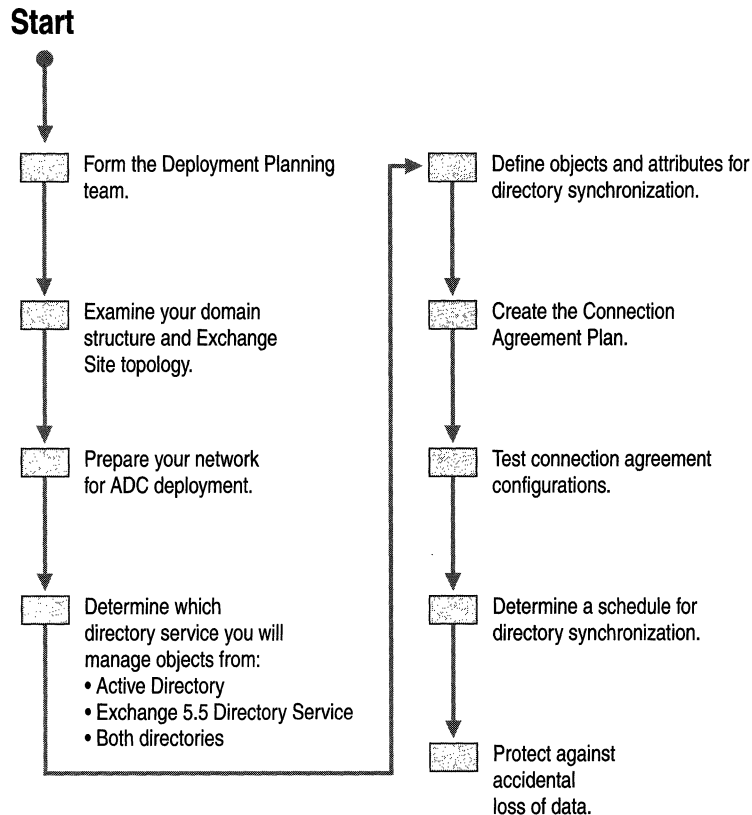 Start
Form the Deployment Planning
team.
Examine your domain
structure and Exchange
Site topology.
Prepare your network
for ADC deployment.
Determine which
directory service you will
manage objects from:
• Active Directory
• Exchange 5.5 Directory Service
• Both directories
Define objects and attributes for
directory synchronization.
Create the Connection
Agreement Plan.
Test connection agreement
configurations.
Determine a schedule for
directory synchronization.
Protect against
accidental
loss of data.